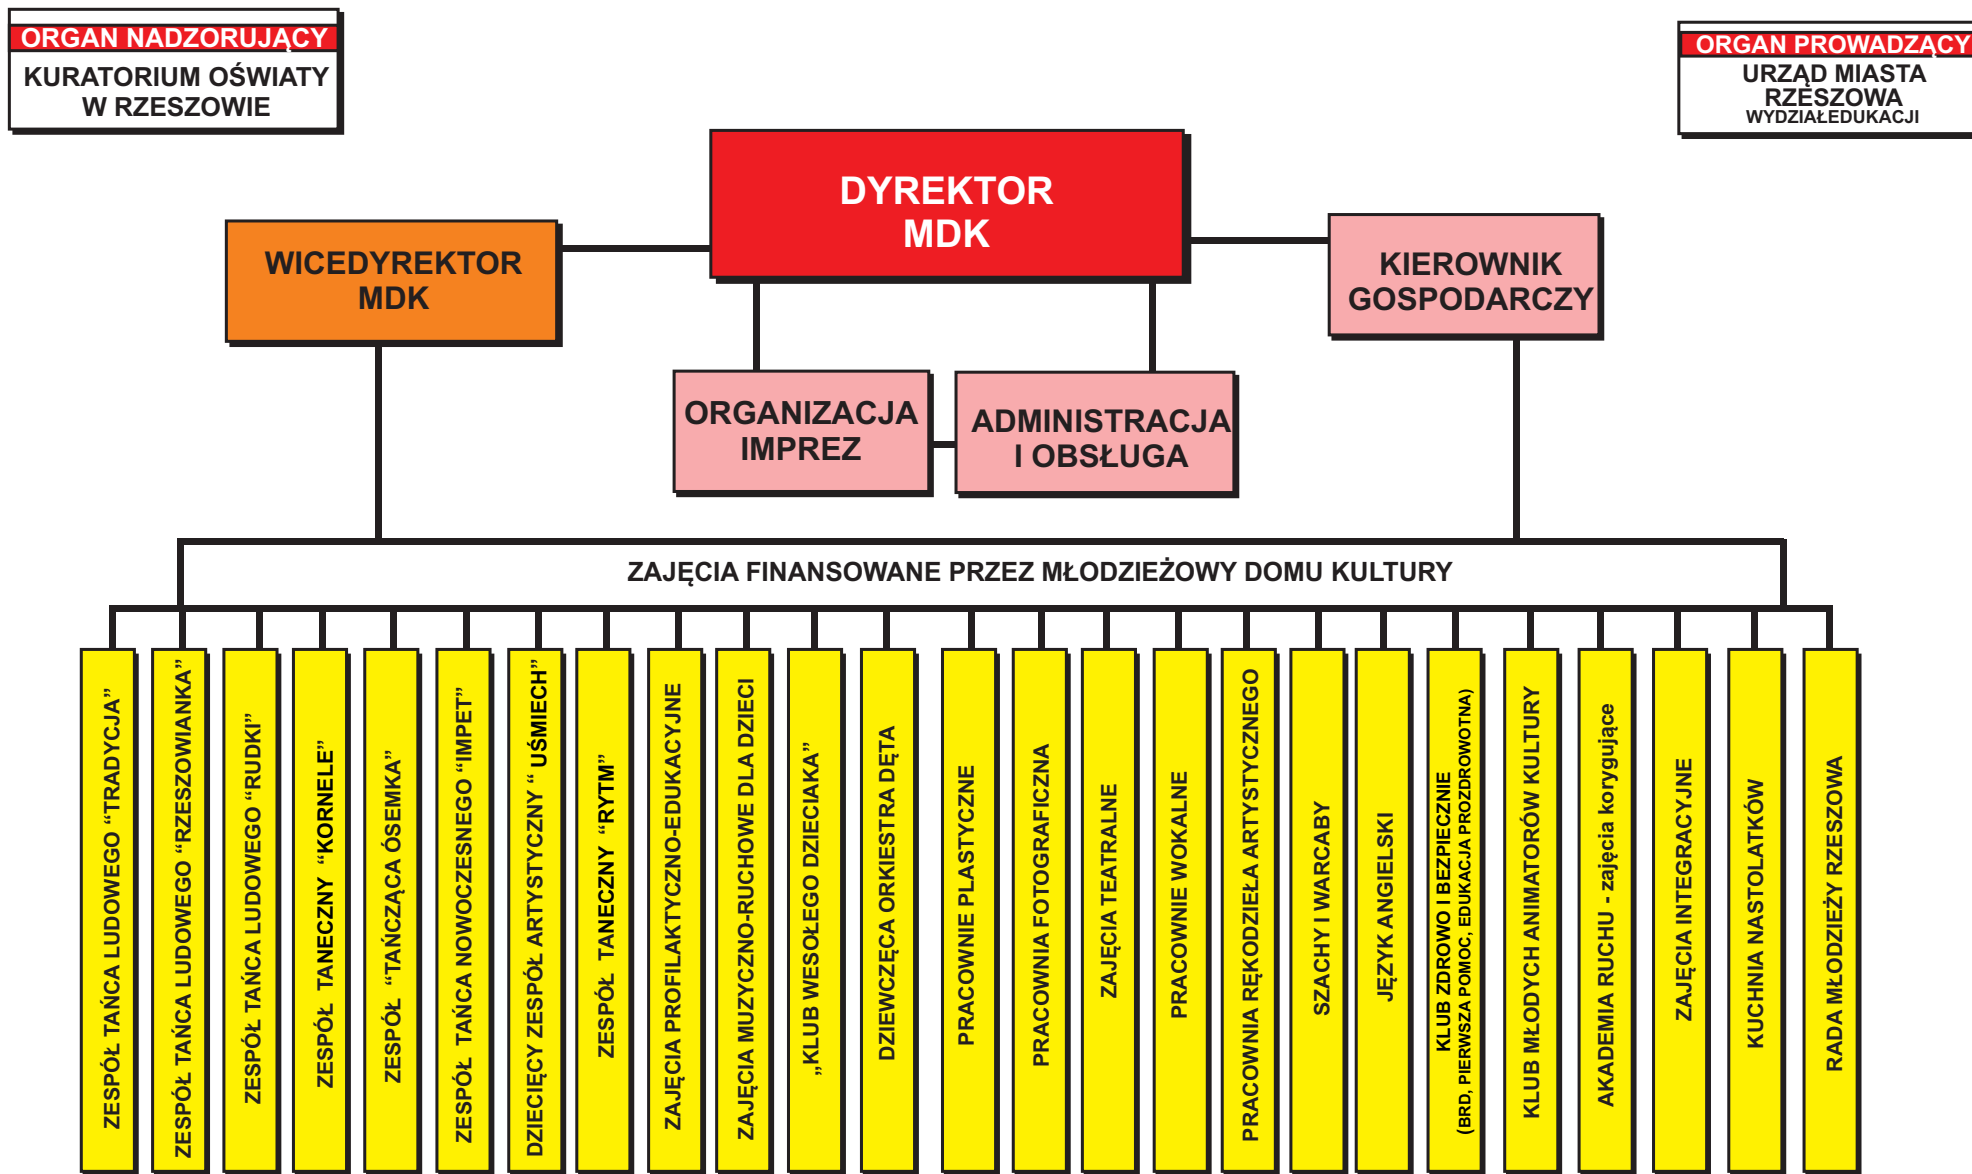 ORGAN NADZORUJĄCY
KURATORIUM OŚWIATY
W RZESZOWIE
ORGAN PROWADZĄCY
URZĄD MIASTA
RZESZOWA
WYDZIAŁEDUKACJI
DYREKTOR
MDK
WICEDYREKTOR
MDK
KIEROWNIK
GOSPODARCZY
ORGANIZACJA
IMPREZ
ADMINISTRACJA
I OBSŁUGA
ZAJĘCIA FINANSOWANE PRZEZ MŁODZIEŻOWY DOMU KULTURY
ZESPÓŁ TAŃCA LUDOWEGO “TRADYCJA”
ZESPÓŁ TAŃCA LUDOWEGO “RZESZOWIANKA”
ZESPÓŁ TAŃCA LUDOWEGO “RUDKI”
ZESPÓŁ TANECZNY “KORNELE”
ZESPÓŁ “TAŃCZĄCA ÓSEMKA”
ZESPÓŁ TAŃCA NOWOCZESNEGO “IMPET”
DZIECIĘCY ZESPÓŁ ARTYSTYCZNY “ UŚMIECH”
ZESPÓŁ TANECZNY “RYTM”
ZAJĘCIA PROFILAKTYCZNO-EDUKACYJNE
ZAJĘCIA MUZYCZNO-RUCHOWE DLA DZIECI
„KLUB WESOŁEGO DZIECIAKA”
DZIEWCZĘCA ORKIESTRA DĘTA
PRACOWNIE PLASTYCZNE
PRACOWNIA FOTOGRAFICZNA
ZAJĘCIA TEATRALNE
PRACOWNIE WOKALNE
PRACOWNIA RĘKODZIEŁA ARTYSTYCZNEGO
SZACHY I WARCABY
JĘZYK ANGIELSKI
KLUB ZDROWO I BEZPIECZNIE
(BRD, PIERWSZA POMOC, EDUKACJA PROZDROWOTNA)
KLUB MŁODYCH ANIMATORÓW KULTURY
AKADEMIA RUCHU - zajęcia korygujące
ZAJĘCIA INTEGRACYJNE
KUCHNIA NASTOLATKÓW
RADA MŁODZIEŻY RZESZOWA